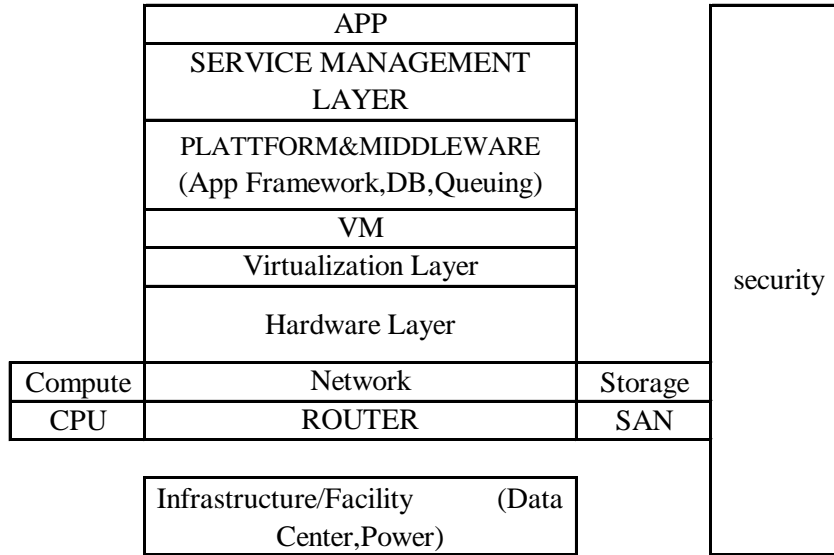 APP
SERVICE MANAGEMENT
LAYER
PLATTFORM&MIDDLEWARE
(App Framework,DB,Queuing)
VM
Virtualization Layer
security
Hardware Layer
Compute Network Storage
CPU ROUTER SAN
Infrastructure/Facility (Data
Center,Power)